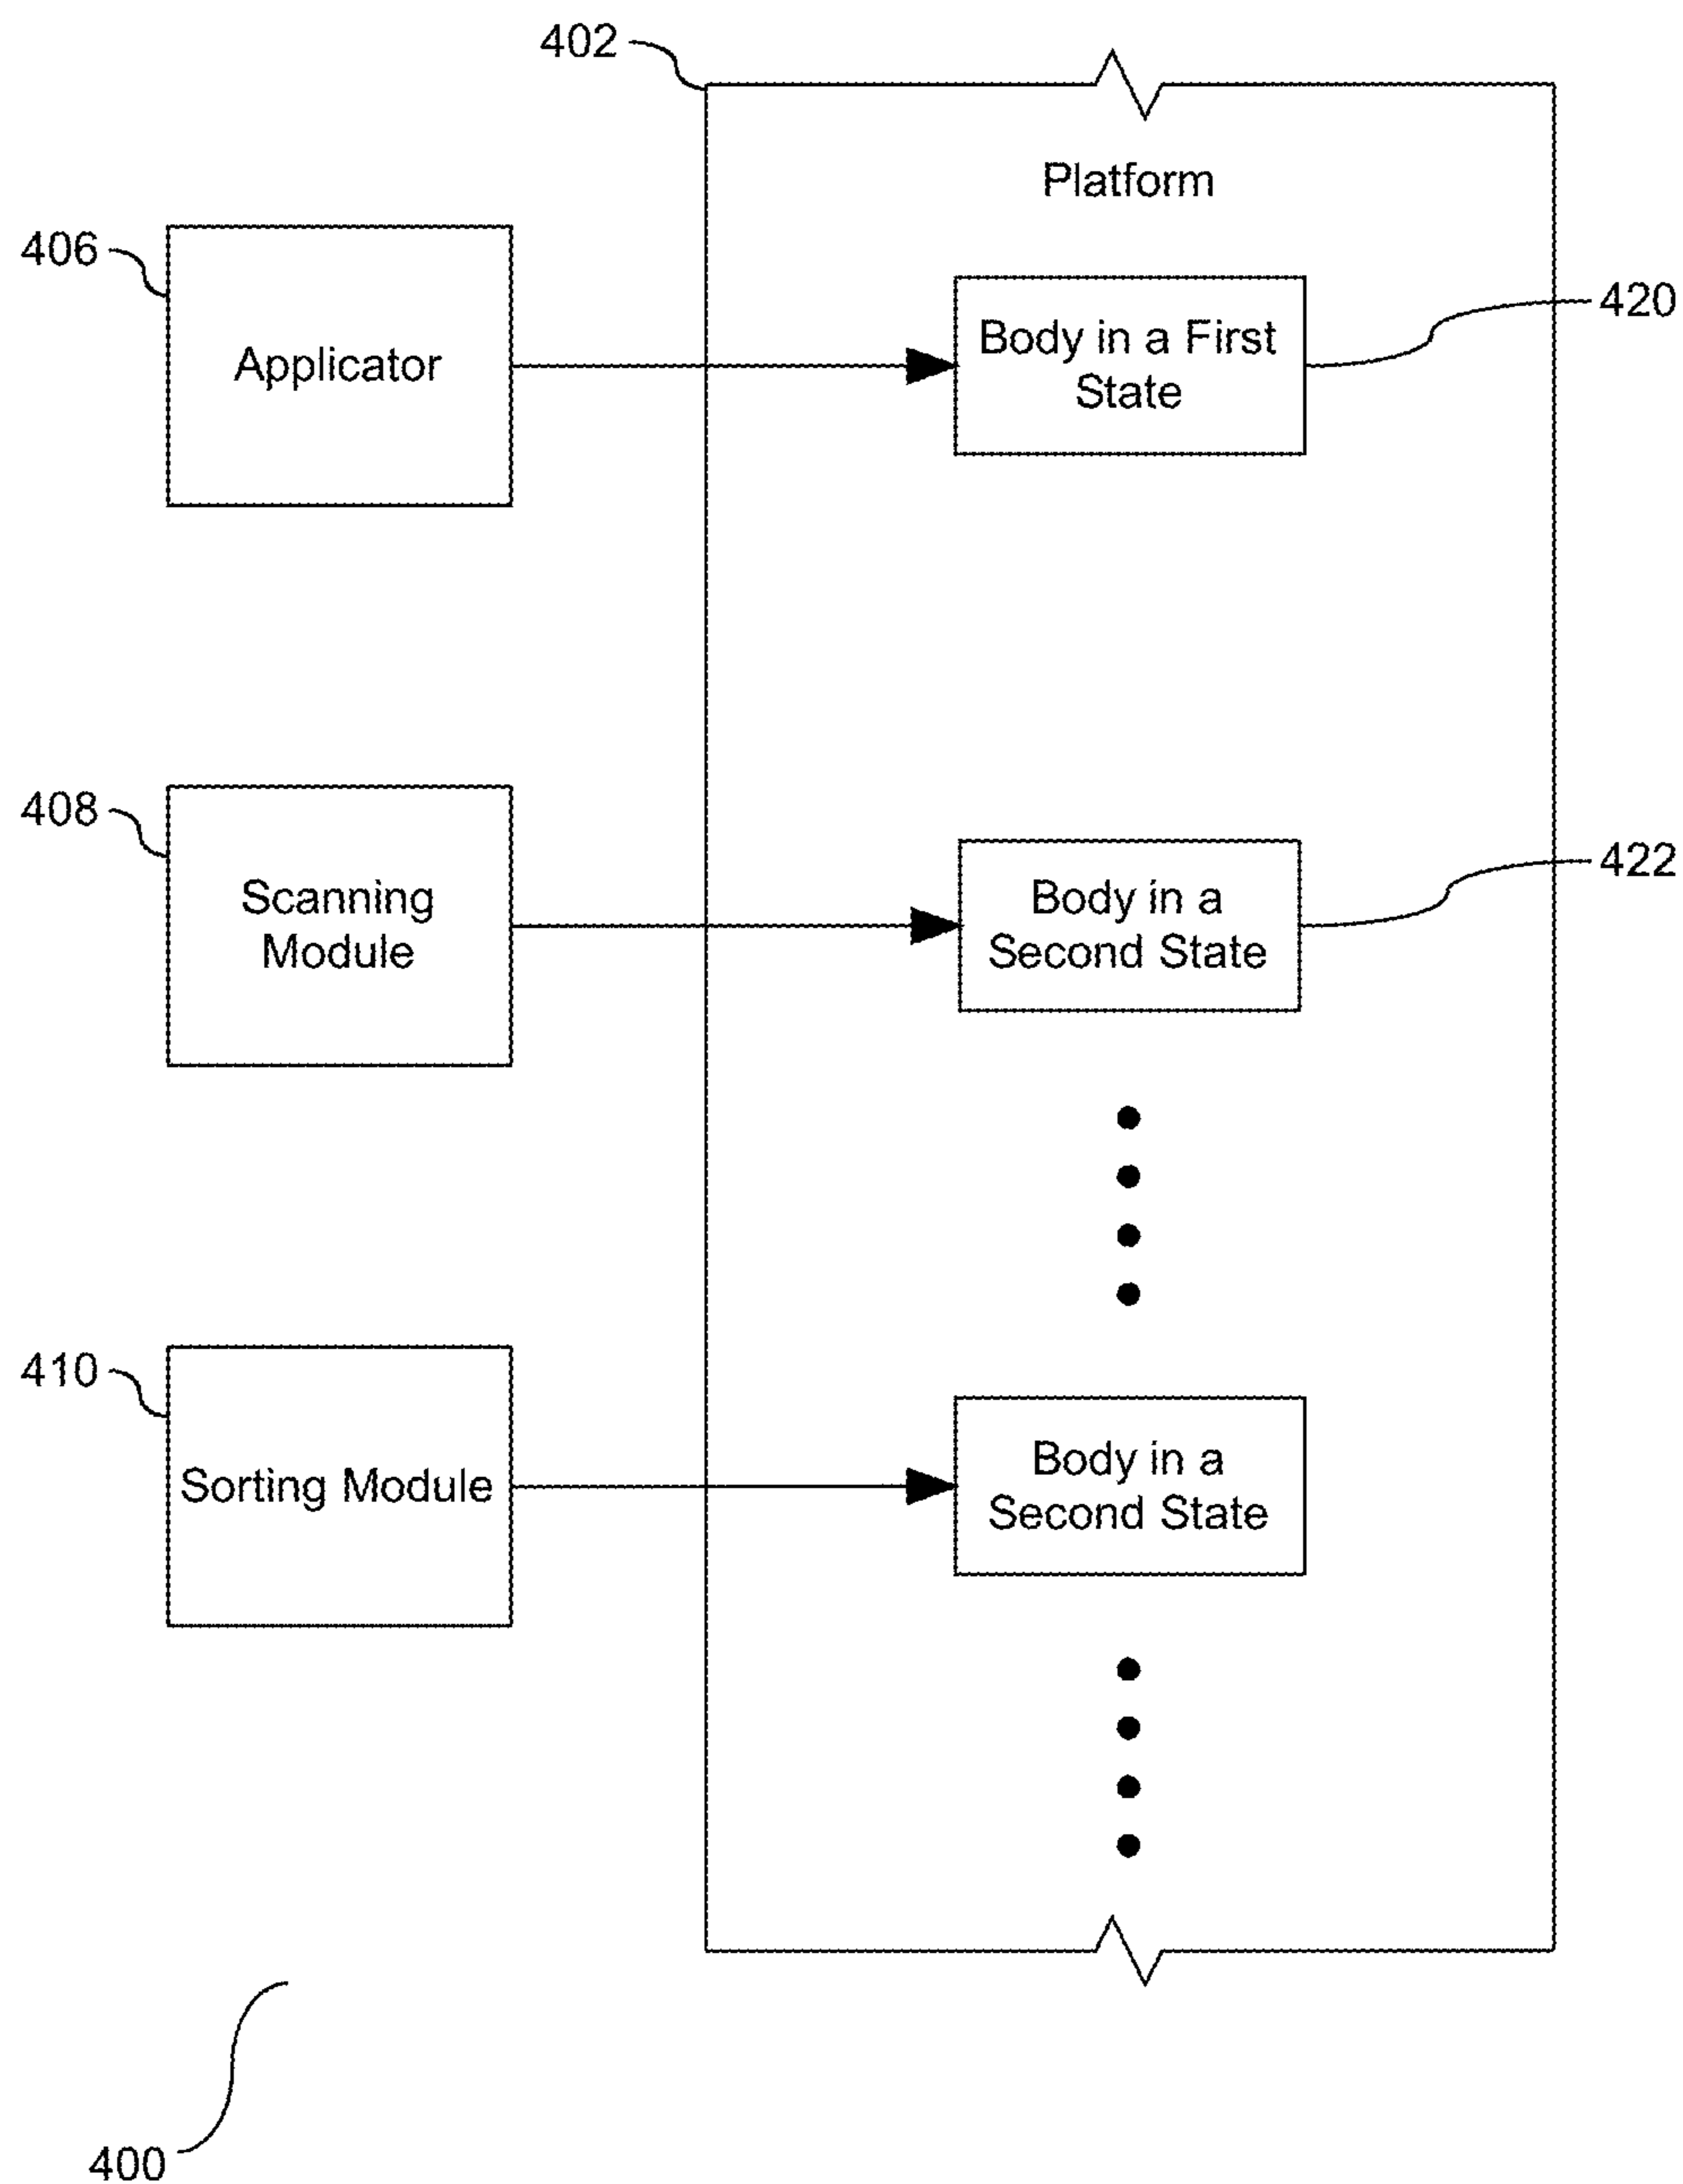 402
Platform
406
Applicator
Body in a First
State
420
408
Scanning
Module
Body in a
Second State
422
410
Sorting Module
Body in a
Second State
400